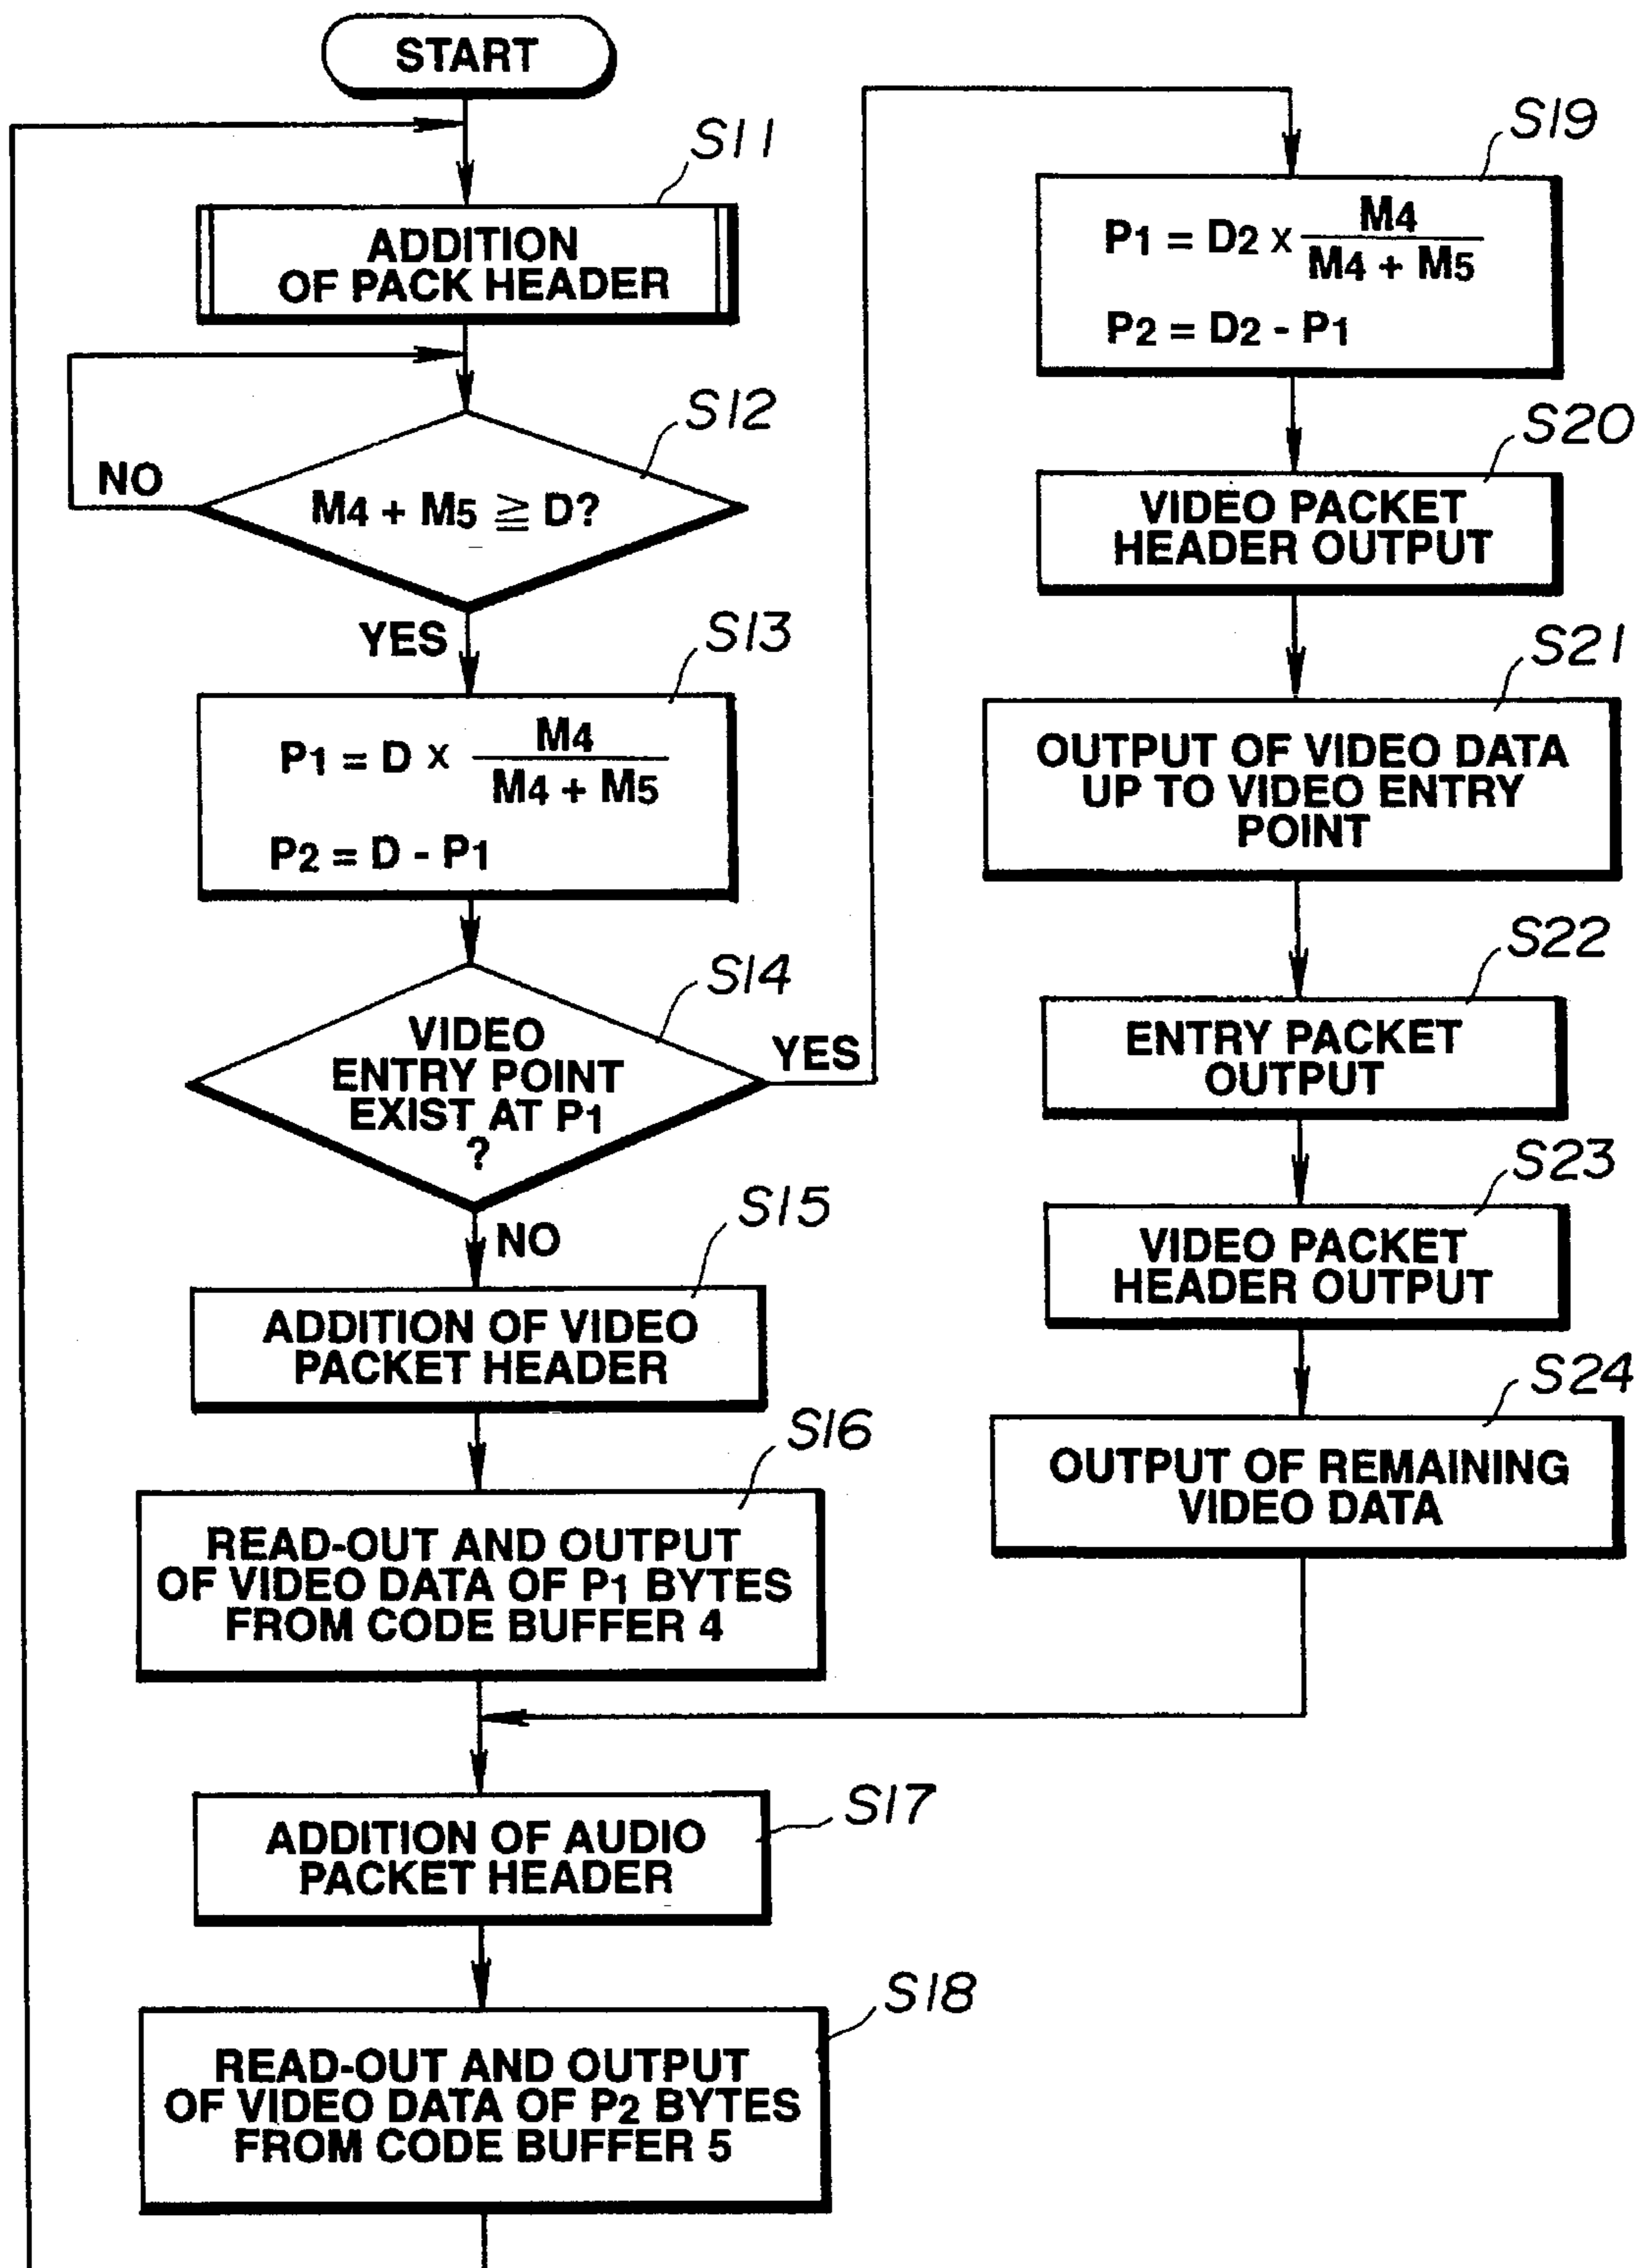 START
S11
ADDITION
OF PACK HEADER
S12
NO
M4 + M5 ≧ D?
YES
S13
P1 = D x M4
M4 + M5
P2 = D - P1
S14
VIDEO
ENTRY POINT
EXIST AT P1
?
YES
NO
S15
ADDITION OF VIDEO
PACKET HEADER
S16
READ-OUT AND OUTPUT
OF VIDEO DATA OF P1 BYTES
FROM CODE BUFFER 4
S17
ADDITION OF AUDIO
PACKET HEADER
S18
READ-OUT AND OUTPUT
OF VIDEO DATA OF P2 BYTES
FROM CODE BUFFER 5
S19
P1 = D2 x M4
M4 + M5
P2 = D2 - P1
S20
VIDEO PACKET
HEADER OUTPUT
S21
OUTPUT OF VIDEO DATA
UP TO VIDEO ENTRY
POINT
S22
ENTRY PACKET
OUTPUT
S23
VIDEO PACKET
HEADER OUTPUT
S24
OUTPUT OF REMAINING
VIDEO DATA